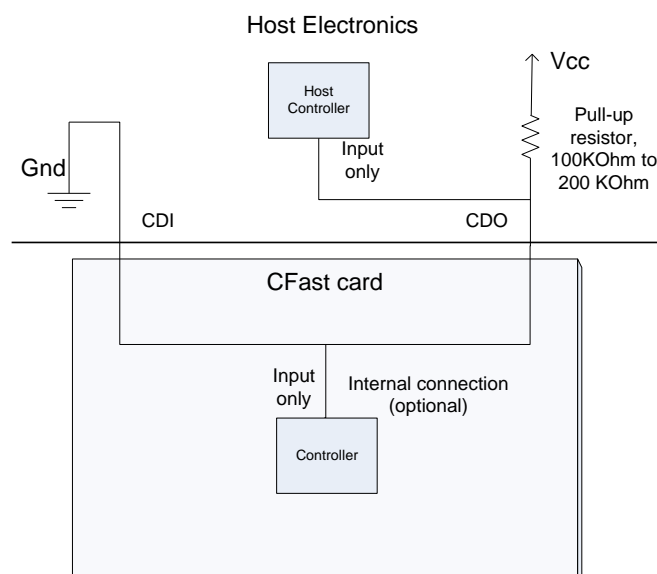 Host Electronics
Vcc
Host
Controller
Pull-up
resistor,
100KOhm to
200 KOhm
Input
only
Gnd
CDI
CDO
CFast card
Input
only
Internal connection
(optional)
Controller